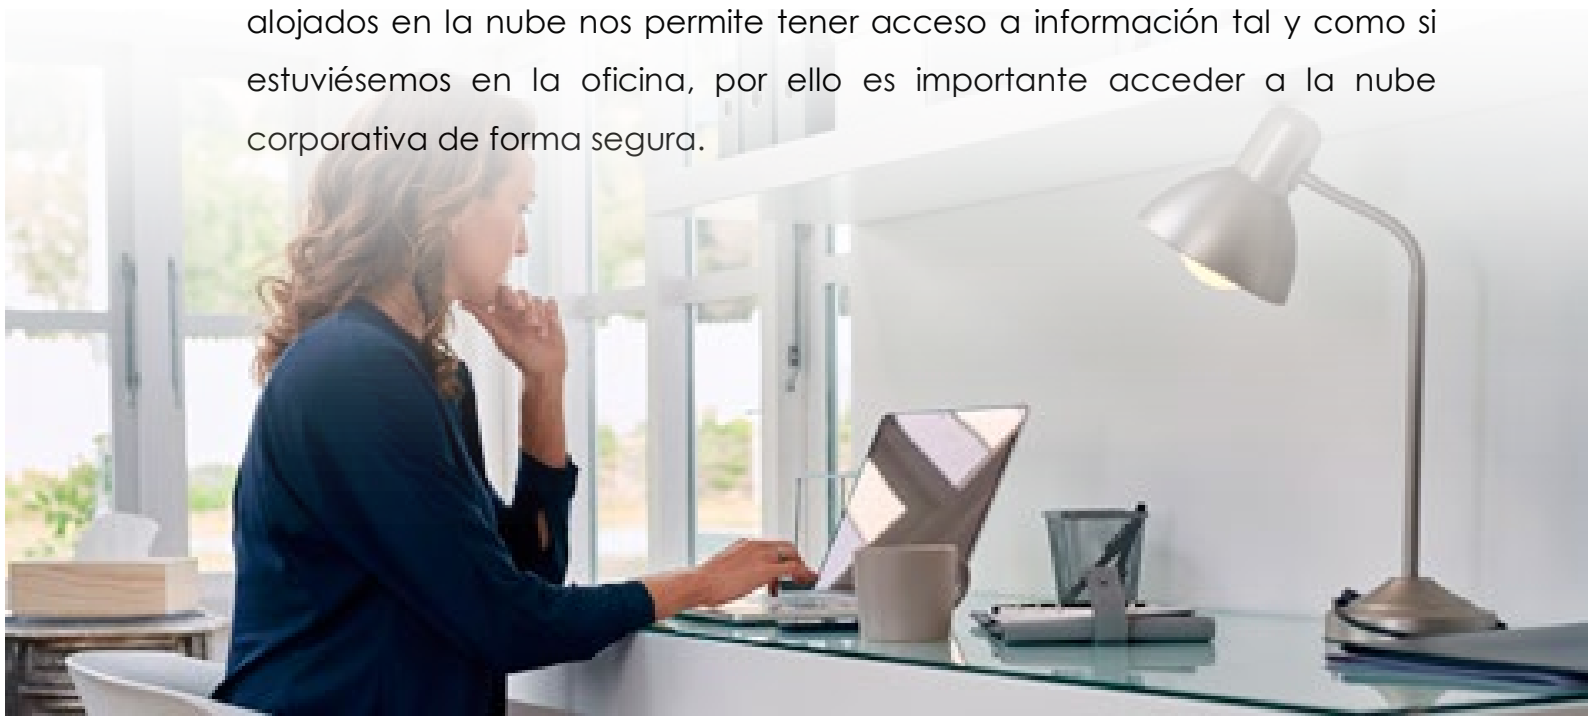 alojados en la nube nos permite tener acceso a información tal y como si
estuviésemos en la oficina, por ello es importante acceder a la nube
corporativa de forma segura.